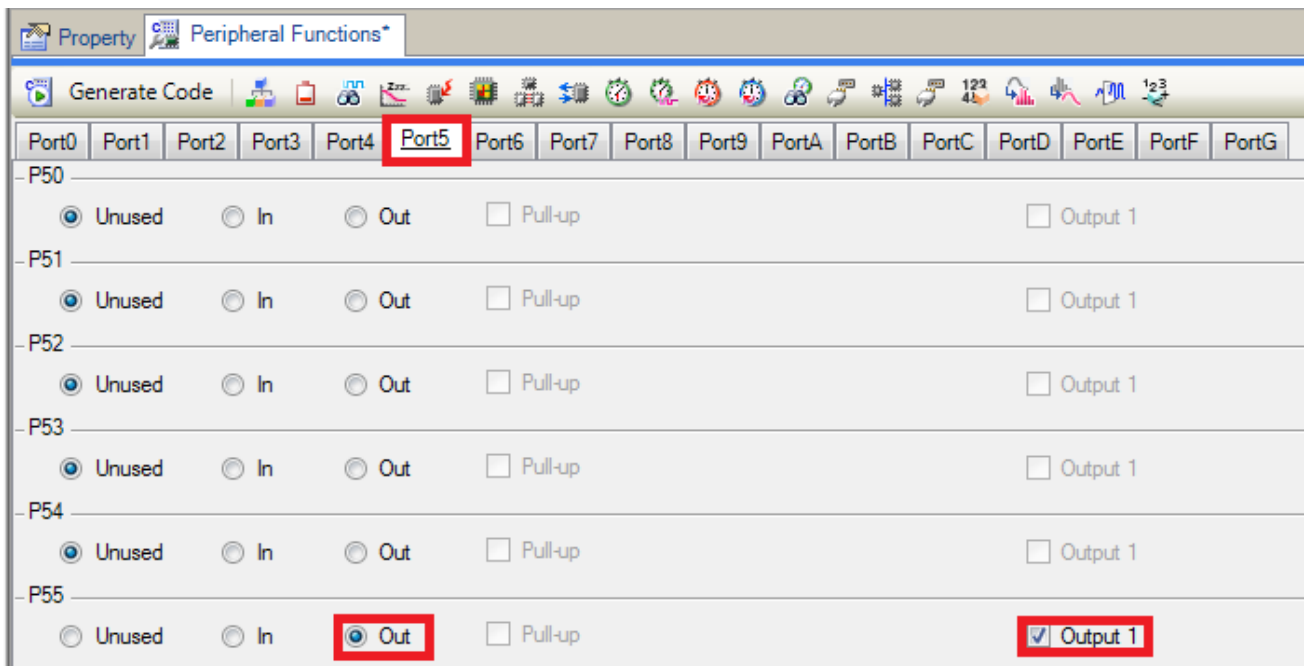 Property Peripheral Functions*
Generate Code
Port0 Port1 Port2 Port3 Port4 Port5 Port6 Port7 Port8 Port9 PortA PortB PortC PortD PortE PortF PortG
P50
Unused In Out Pull-up Output 1
P51
Unused In Out Pull-up Output 1
P52
Unused In Out Pull-up Output 1
P53
Unused In Out Pull-up Output 1
P54
Unused In Out Pull-up Output 1
P55
Unused In Out Pull-up Output 1